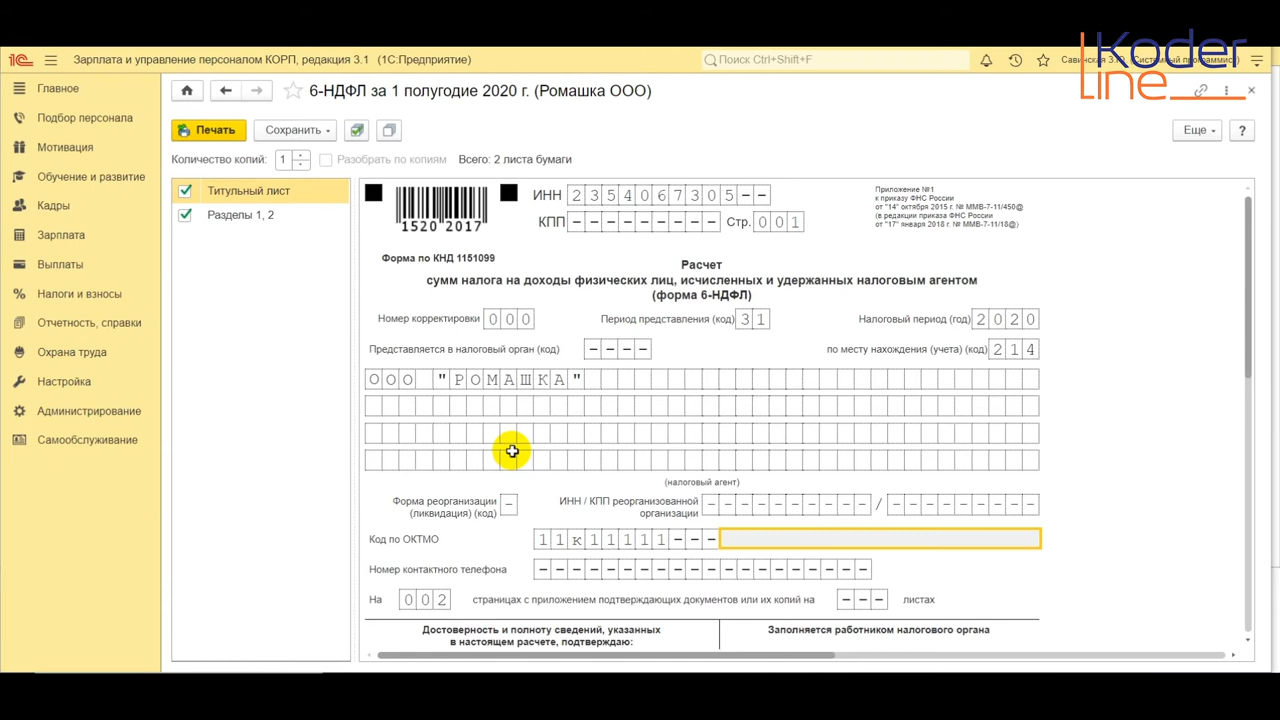 Koder
Line
1С Зарплата и управление персоналом КОРП, редакция 3.1 (1С:Предприятие)
Поиск Ctrl+Shift+F
Главное
Подбор персонала
Мотивация
Обучение и развитие
Кадры
Зарплата
Выплаты
Налоги и взносы
Отчетность, справки
Охрана труда
Настройка
Администрирование
Самообслуживание
6-НДФЛ за 1 полугодие 2020 г. (Ромашка ООО)
Печать
Сохранить
Еще
?
Количество копий: 1
Разобрать по копиям
Всего: 2 листа бумаги
Титульный лист
Разделы 1, 2
1520 2017
ИНН 2354067305--
КПП --------- Стр. 001
Приложение №1
к приказу ФНС России
от "14" октября 2015 г. № ММВ-7-11/450@
(в редакции приказа ФНС России
от "17" января 2018 г. № ММВ-7-11/18@)
Форма по КНД 1151099
Расчет
сумм налога на доходы физических лиц, исчисленных и удержанных налоговым агентом
(форма 6-НДФЛ)
Номер корректировки 000
Период представления (код) 31
Налоговый период (год) 2020
Представляется в налоговый орган (код) ----
по месту нахождения (учета) (код) 214
ООО "РОМАШКА"
(налоговый агент)
Форма реорганизации
(ликвидация) (код) -
ИНН / КПП реорганизованной
организации ---------- / ---------
Код по ОКТМО 11к11111---
Номер контактного телефона --------------------
На 002 страницах с приложением подтверждающих документов или их копий на --- листах
Достоверность и полноту сведений, указанных
в настоящем расчете, подтверждаю:
Заполняется работником налогового органа